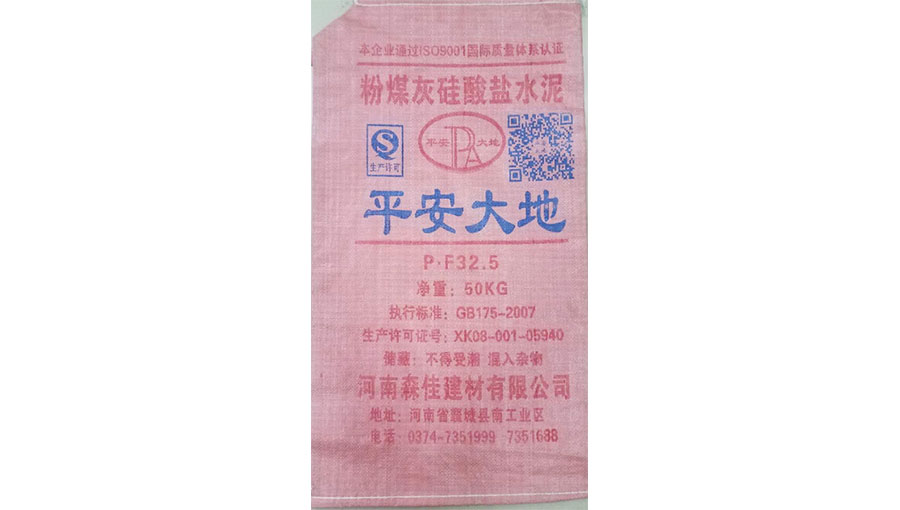 本企业通过ISO9001国际质量体系认证
粉煤灰硅酸盐水泥
生产许可
平安 PA 大地
平安大地
P·F32.5
净重：50KG
执行标准：GB175-2007
生产许可证号：XK08-001-05940
储藏：不得受潮 混入杂物
河南森佳建材有限公司
地址：河南省襄城县南工业区
电话：0374-7351999 7351688